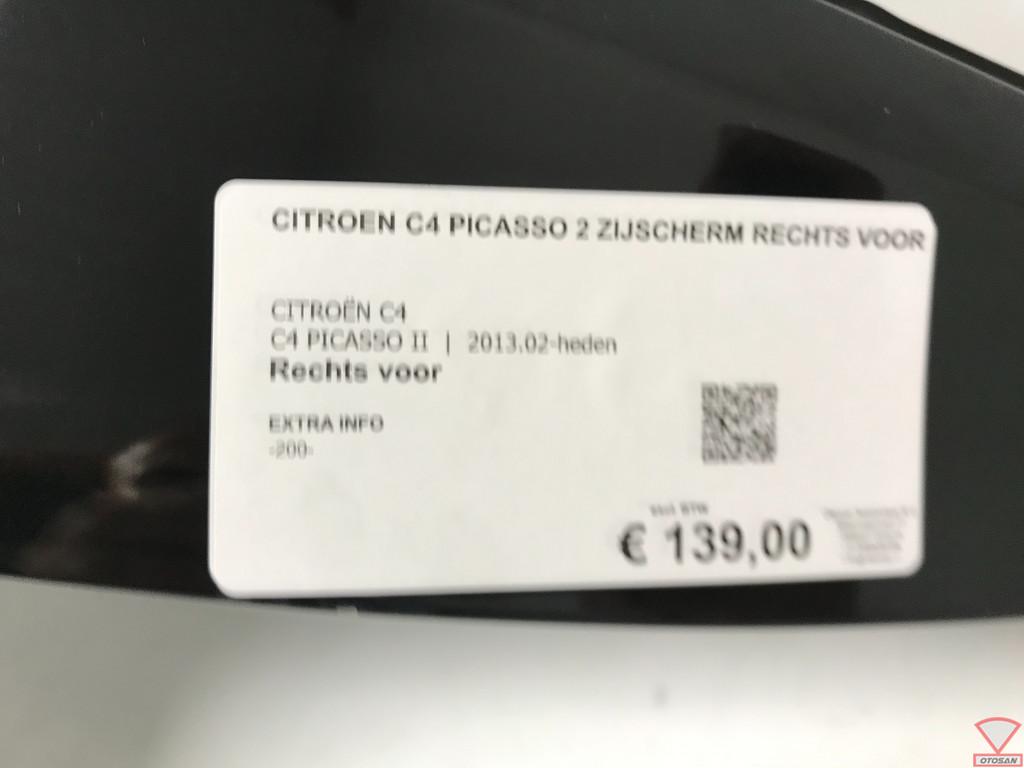 CITROEN C4 PICASSO 2 ZIJSCHERM RECHTS VOOR
CITROËN C4
C4 PICASSO II | 2013.02-heden
Rechts voor
EXTRA INFO
-200-
€ 139,00
OTOSAN